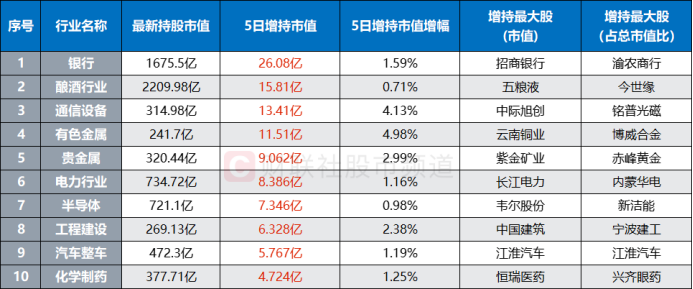 序号 行业名称 最新持股市值 5日增持市值 5日增持市值增幅 增持最大股（市值） 增持最大股（占总市值比）
1 银行 1675.5亿 26.08亿 1.59% 招商银行 渝农商行
2 酿酒行业 2209.98亿 15.81亿 0.71% 五粮液 今世缘
3 通信设备 314.98亿 13.41亿 4.13% 中际旭创 铭普光磁
4 有色金属 241.7亿 11.51亿 4.98% 云南铜业 博威合金
5 贵金属 320.44亿 9.062亿 2.99% 紫金矿业 赤峰黄金
6 电力行业 734.72亿 8.386亿 1.16% 长江电力 内蒙华电
7 半导体 721.1亿 7.346亿 0.98% 韦尔股份 新洁能
8 工程建设 269.13亿 6.328亿 2.38% 中国建筑 宁波建工
9 汽车整车 472.3亿 5.767亿 1.19% 江淮汽车 江淮汽车
10 化学制药 377.71亿 4.724亿 1.25% 恒瑞医药 兴齐眼药
财联社股市频道